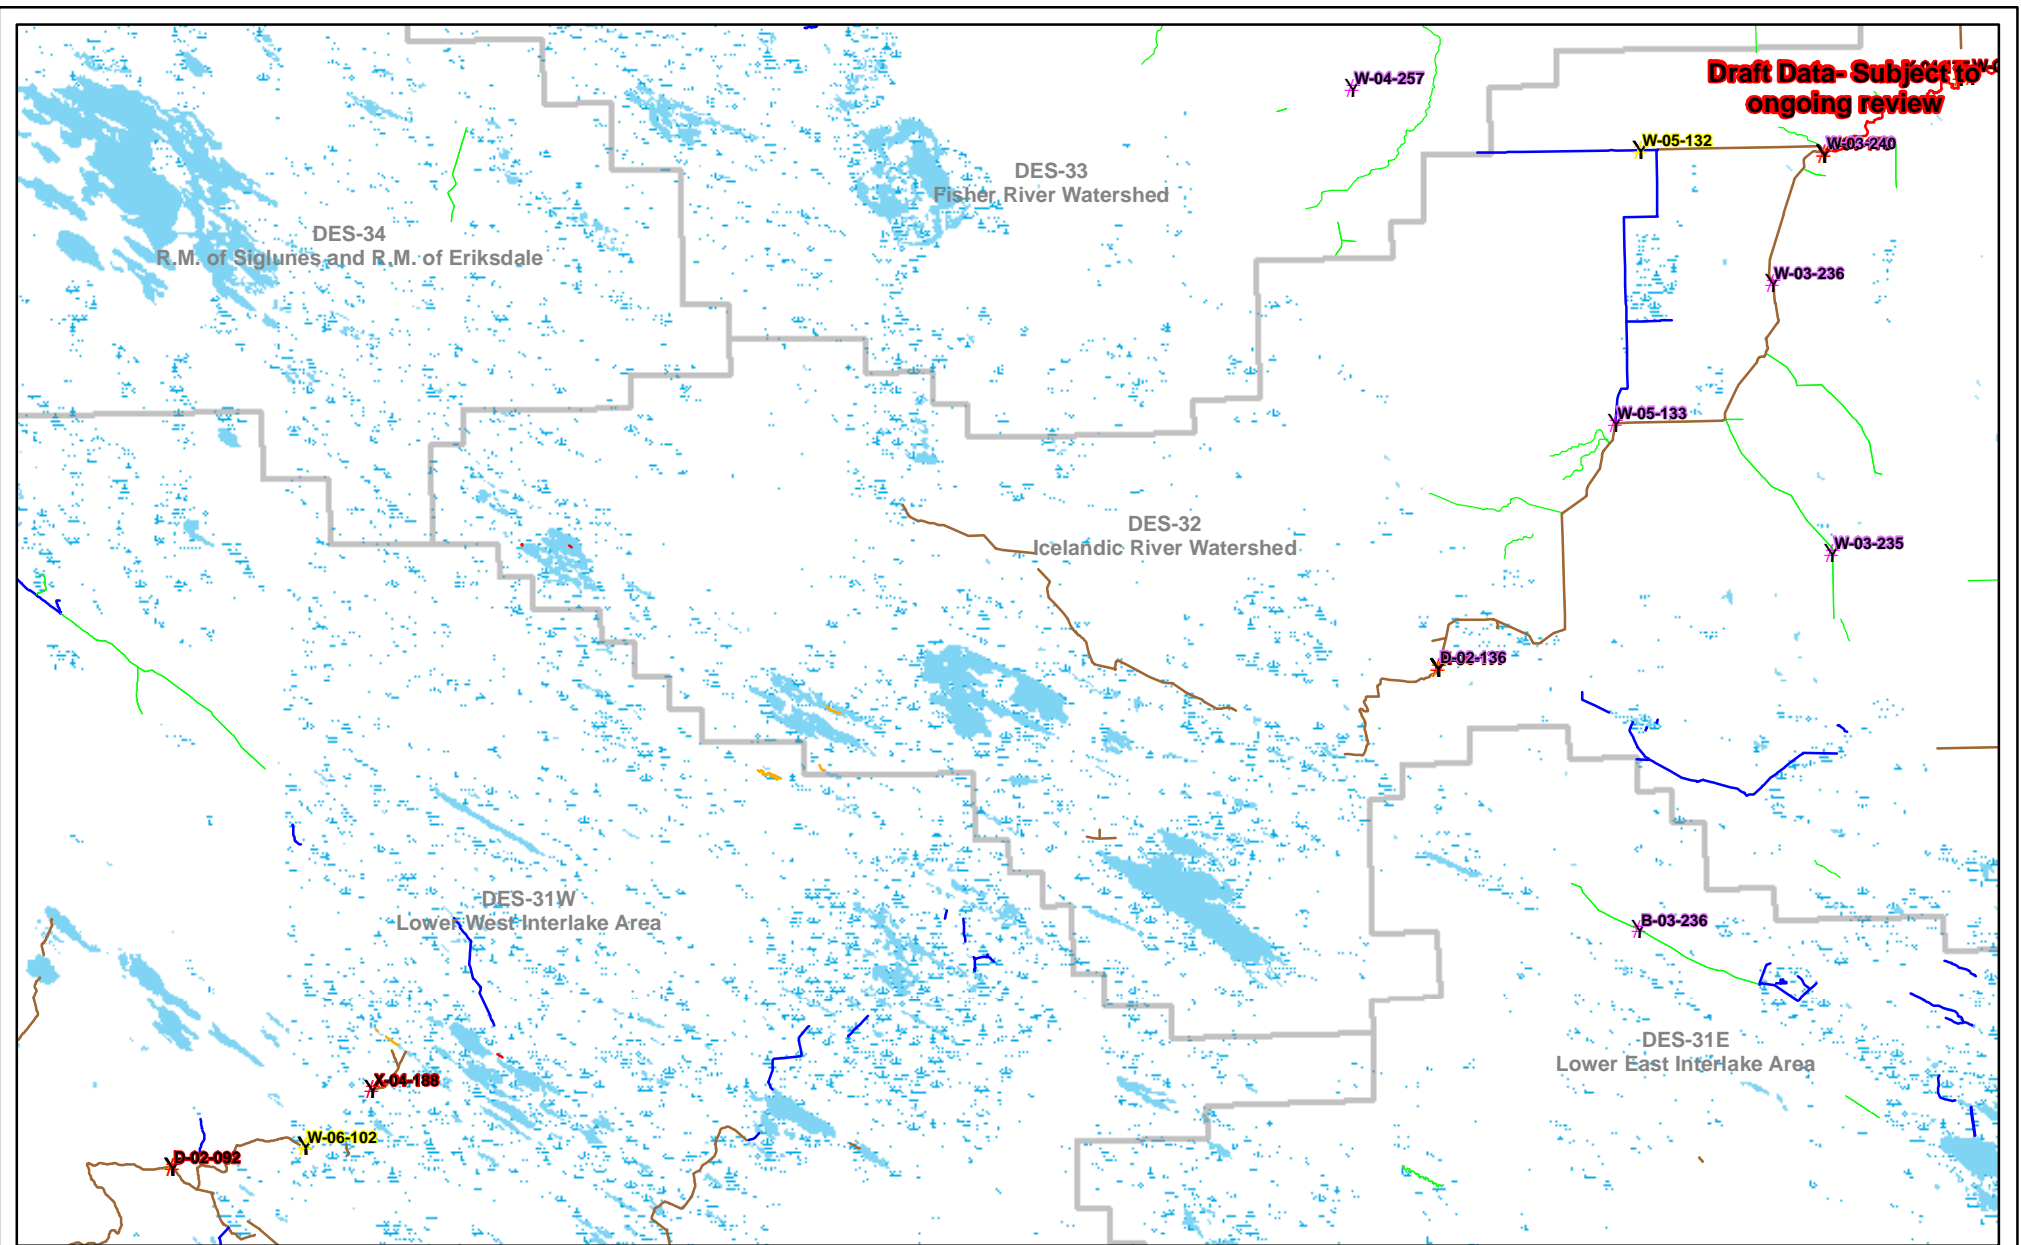 W-04-257
Draft Data- Subject to
ongoing review
W-05-132
W-03-240
DES-33
Fisher River Watershed
DES-34
R.M. of Siglunes and R.M. of Eriksdale
W-03-236
W-05-133
DES-32
Icelandic River Watershed
W-03-235
D-02-136
DES-31W
Lower West Interlake Area
B-03-236
DES-31E
Lower East Interlake Area
X-04-188
W-06-102
D-02-092